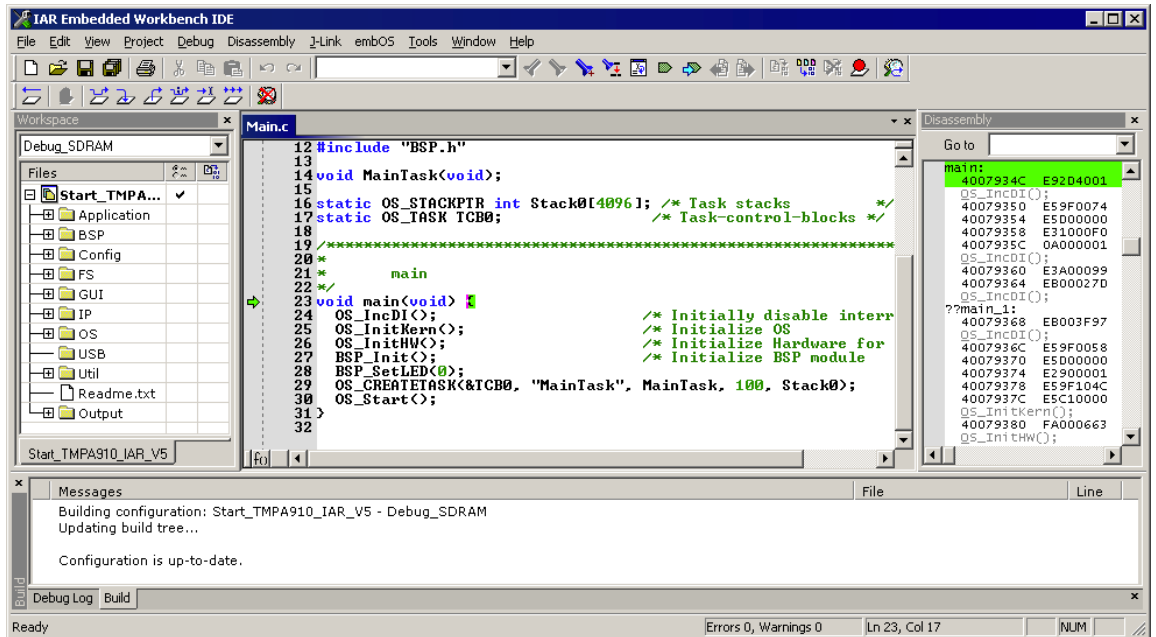 IAR Embedded Workbench IDE
File Edit View Project Debug Disassembly J-Link embOS Tools Window Help
Workspace
Debug_SDRAM
Files
Start_TMPA...
Application
BSP
Config
FS
GUI
IP
OS
USB
Util
Readme.txt
Output
Start_TMPA910_IAR_V5
Main.c
12 #include "BSP.h"
13
14 void MainTask(void);
15
16 static OS_STACKPTR int Stack0[4096]; /* Task stacks */
17 static OS_TASK TCB0; /* Task-control-blocks */
18
19 /*************************************************************
20 *
21 * main
22 */
23 void main(void) {
24 OS_IncDI(); /* Initially disable interr
25 OS_InitKern(); /* Initialize OS
26 OS_InitHW(); /* Initialize Hardware for
27 BSP_Init(); /* Initialize BSP module
28 BSP_SetLED(0);
29 OS_CREATETASK(&TCB0, "MainTask", MainTask, 100, Stack0);
30 OS_Start();
31 }
32
f()
Disassembly
Go to
main:
4007934C E92D4001
OS_IncDI();
40079350 E59F0074
40079354 E5D00000
40079358 E31000F0
4007935C 0A000001
OS_IncDI();
40079360 E3A00099
40079364 EB00027D
OS_IncDI();
??main_1:
40079368 EB003F97
OS_IncDI();
4007936C E59F0058
40079370 E5D00000
40079374 E2900001
40079378 E59F104C
4007937C E5C10000
OS_InitKern();
40079380 FA000663
OS_InitHW();
Messages File Line
Building configuration: Start_TMPA910_IAR_V5 - Debug_SDRAM
Updating build tree...
Configuration is up-to-date.
Build
Debug Log Build
Ready Errors 0, Warnings 0 Ln 23, Col 17 NUM